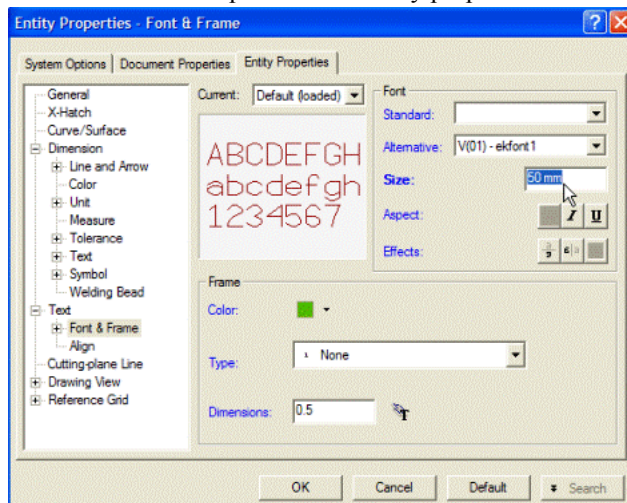 Entity Properties - Font & Frame
System Options Document Properties Entity Properties
General
X-Hatch
Curve/Surface
Dimension
Line and Arrow
Color
Unit
Measure
Tolerance
Text
Symbol
Welding Bead
Text
Font & Frame
Align
Cutting-plane Line
Drawing View
Reference Grid
Current: Default (loaded)
ABCDEFGH
abcdefgh
1234567
Font
Standard:
Alternative: V(01) - ekfont1
Size: 50 mm
Aspect: I U
Effects:
Frame
Color:
Type: None
Dimensions: 0.5
OK Cancel Default Search